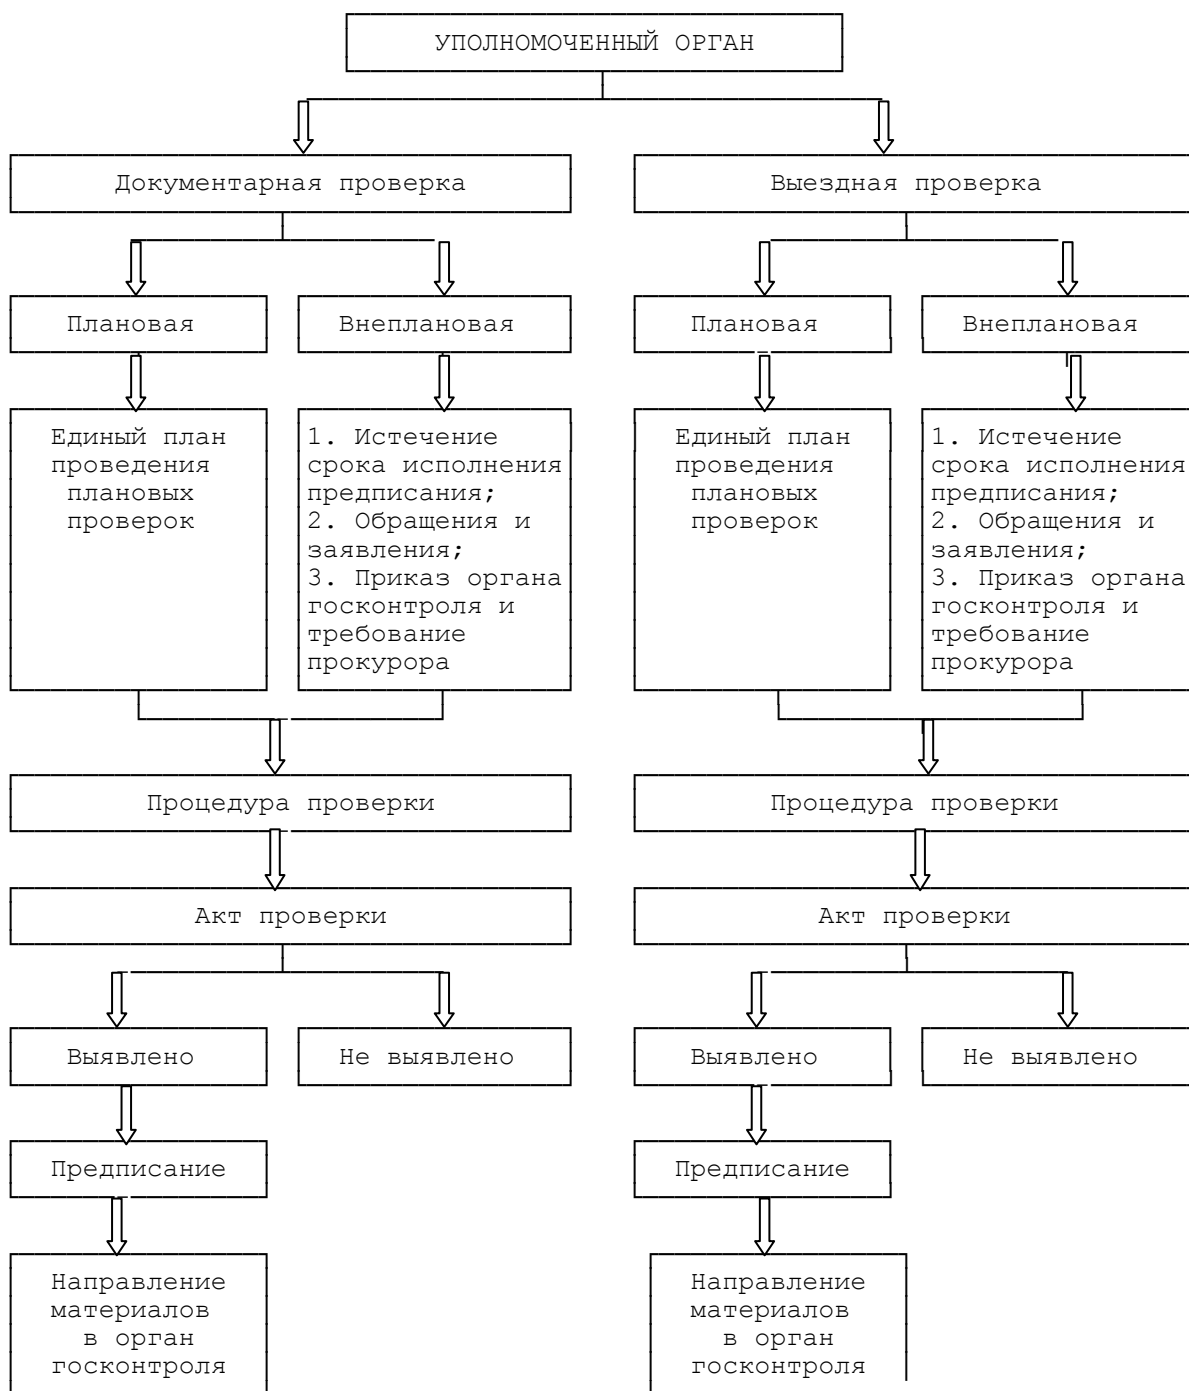 УПОЛНОМОЧЕННЫЙ ОРГАН
Документарная проверка
Выездная проверка
Плановая
Внеплановая
Плановая
Внеплановая
Единый план
проведения
плановых
проверок
1. Истечение
срока исполнения
предписания;
2. Обращения и
заявления;
3. Приказ органа
госконтроля и
требование
прокурора
Единый план
проведения
плановых
проверок
1. Истечение
срока исполнения
предписания;
2. Обращения и
заявления;
3. Приказ органа
госконтроля и
требование
прокурора
Процедура проверки
Процедура проверки
Акт проверки
Акт проверки
Выявлено
Не выявлено
Выявлено
Не выявлено
Предписание
Предписание
Направление
материалов
в орган
госконтроля
Направление
материалов
в орган
госконтроля